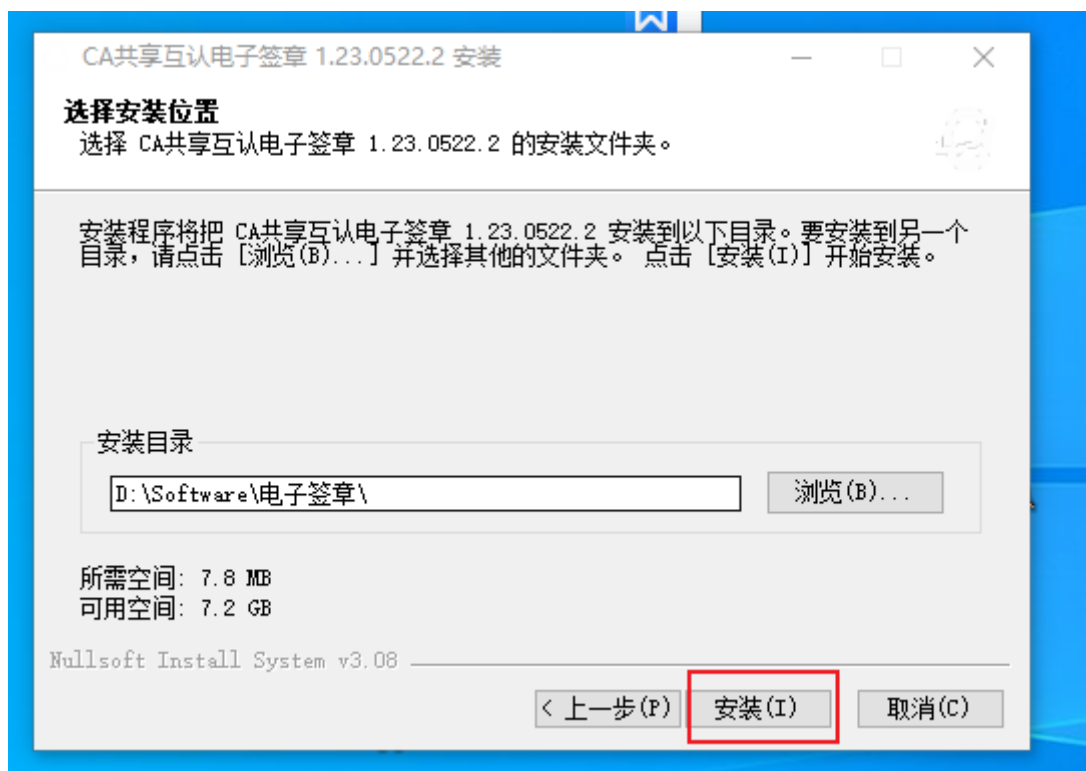 CA共享互认电子签章 1.23.0522.2 安装
选择安装位置
选择 CA共享互认电子签章 1.23.0522.2 的安装文件夹。
安装程序将把 CA共享互认电子签章 1.23.0522.2 安装到以下目录。要安装到另一个
目录，请点击 [浏览(B)...] 并选择其他的文件夹。 点击 [安装(I)] 开始安装。
安装目录
D:\Software\电子签章\
浏览(B)...
所需空间: 7.8 MB
可用空间: 7.2 GB
Nullsoft Install System v3.08
< 上一步(P)
安装(I)
取消(C)